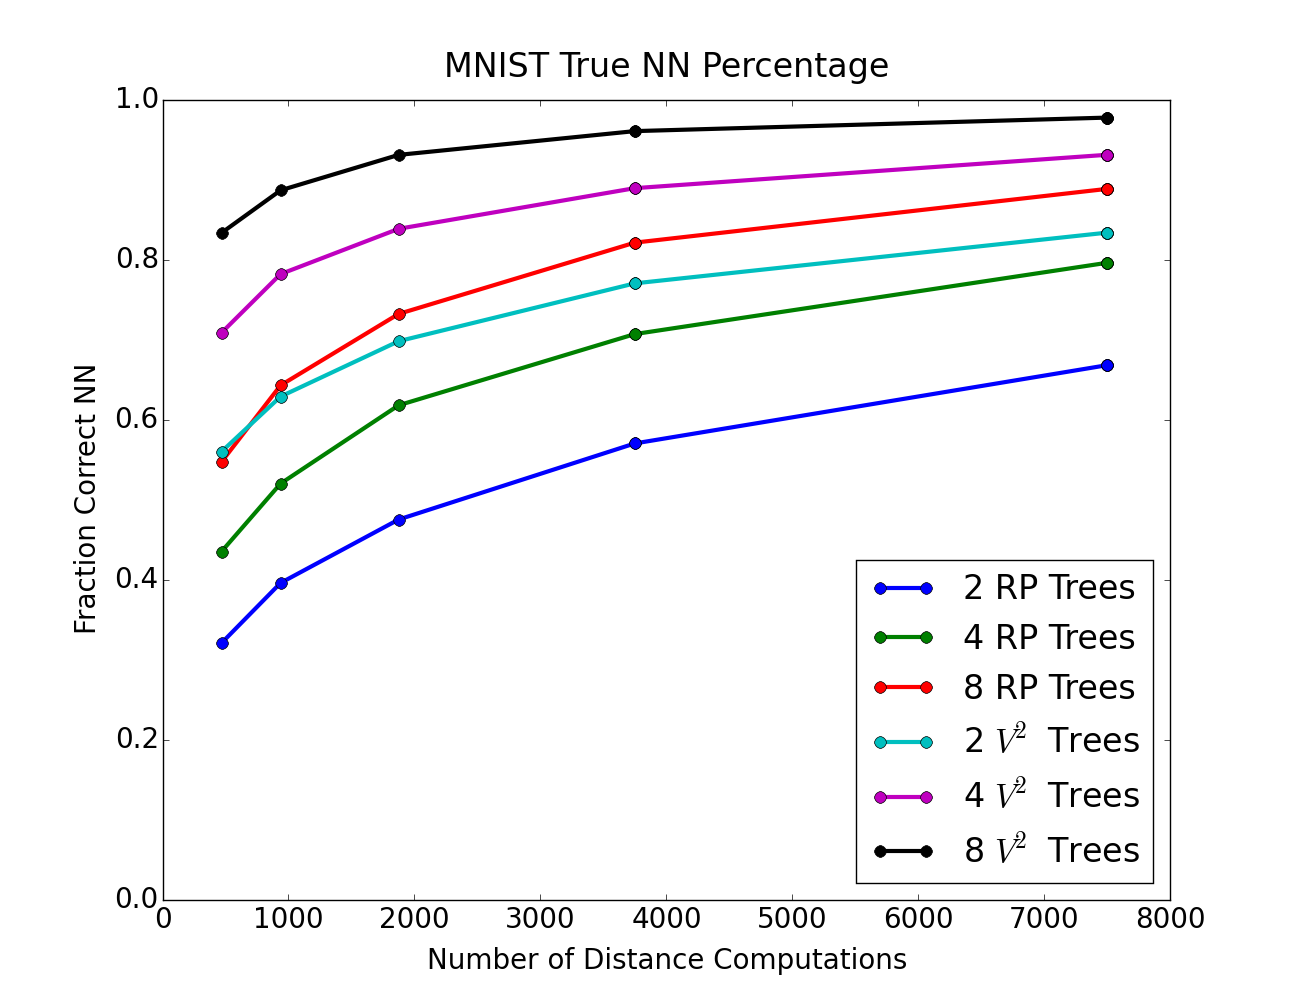 MNIST True NN Percentage
1.0
0.8
0.6
0.4
0.2
0.0
Fraction Correct NN
2 RP Trees
4 RP Trees
8 RP Trees
2 V² Trees
4 V² Trees
8 V² Trees
0 1000 2000 3000 4000 5000 6000 7000 8000
Number of Distance Computations